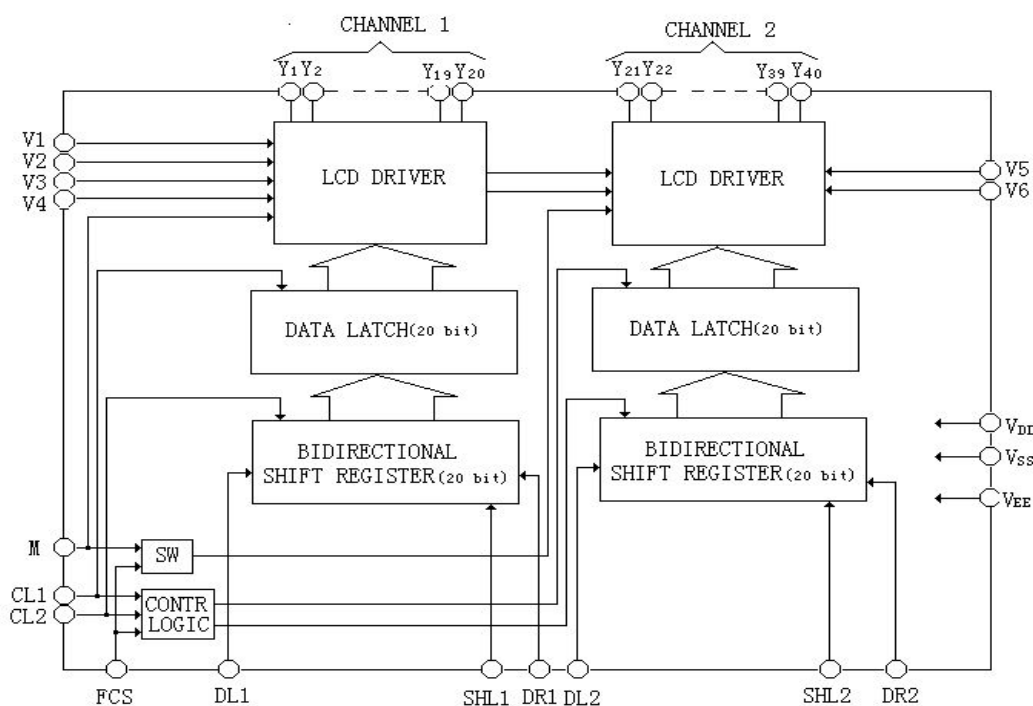 CHANNEL 1
CHANNEL 2
Y1 Y2 Y19 Y20 Y21 Y22 Y39 Y40
V1
V2
V3
V4
LCD DRIVER
LCD DRIVER
V5
V6
DATA LATCH(20 bit)
DATA LATCH(20 bit)
BIDIRECTIONAL
SHIFT REGISTER(20 bit)
BIDIRECTIONAL
SHIFT REGISTER(20 bit)
VDD
VSS
VEE
M
SW
CL1
CL2
CONTR
LOGIC
FCS DL1 SHL1 DR1 DL2 SHL2 DR2